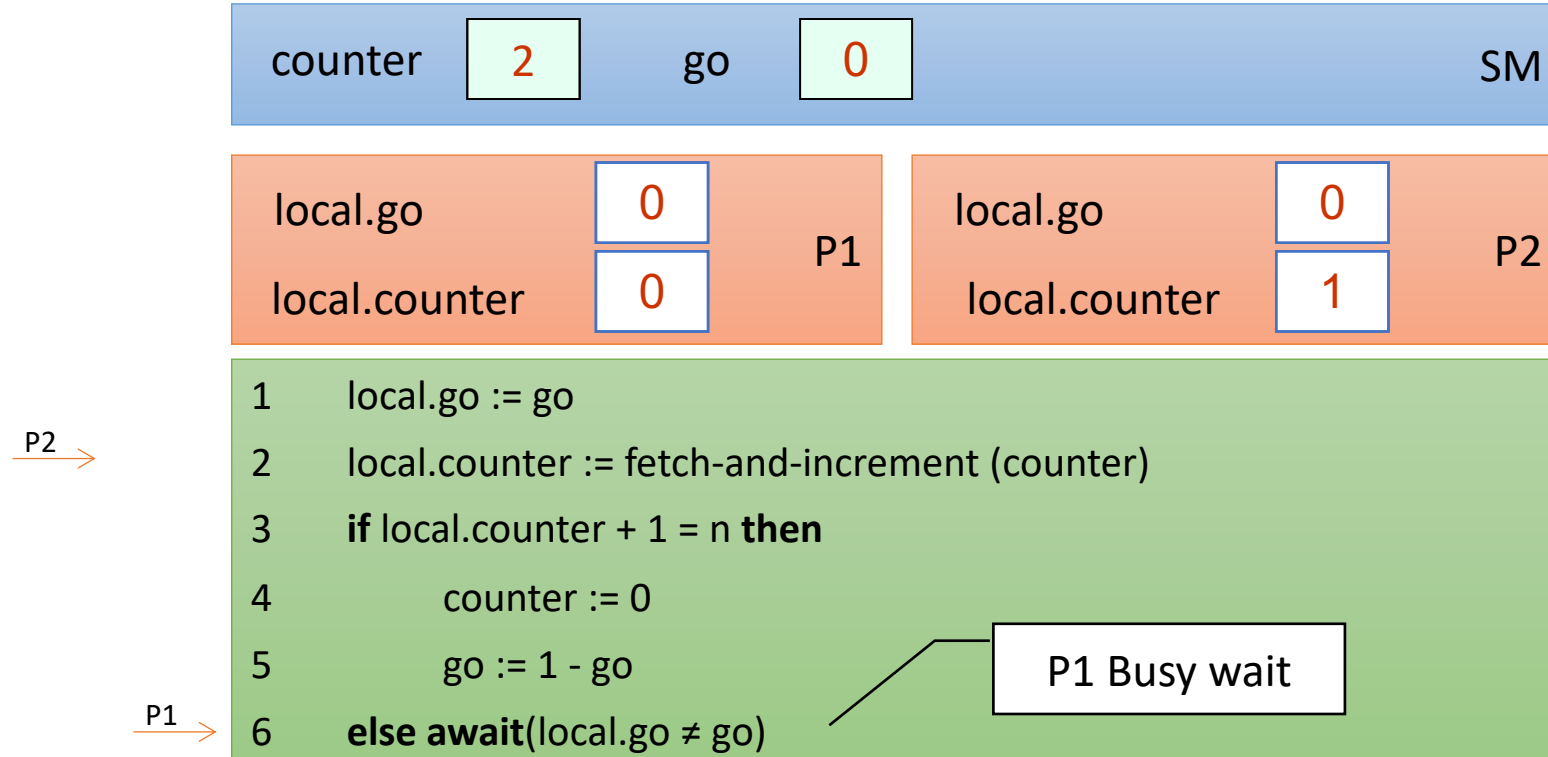 counter 2 go 0 SM
local.go 0
local.counter 0
P1
local.go 0
local.counter 1
P2
1 local.go := go
P2
2 local.counter := fetch-and-increment (counter)
3 if local.counter + 1 = n then
4 counter := 0
5 go := 1 - go
P1 Busy wait
P1
6 else await(local.go ≠ go)